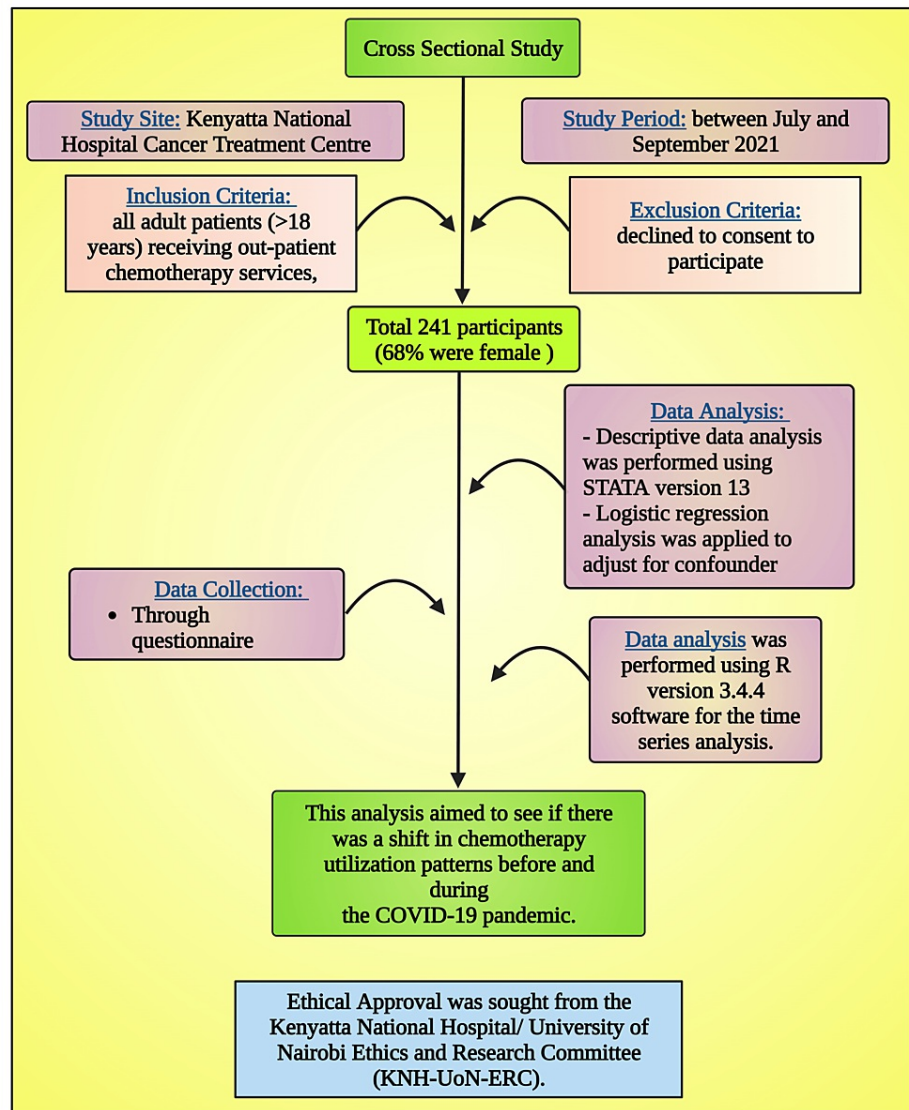 Cross Sectional Study
Study Site: Kenyatta National
Hospital Cancer Treatment Centre
Study Period: between July and
September 2021
Inclusion Criteria:
all adult patients (>18
years) receiving out-patient
chemotherapy services,
Exclusion Criteria:
declined to consent to
participate
Total 241 participants
(68% were female )
Data Analysis:
- Descriptive data analysis
was performed using
STATA version 13
- Logistic regression
analysis was applied to
adjust for confounder
Data Collection:
• Through
questionnaire
Data analysis was
performed using R
version 3.4.4
software for the time
series analysis.
This analysis aimed to see if there
was a shift in chemotherapy
utilization patterns before and
during
the COVID-19 pandemic.
Ethical Approval was sought from the
Kenyatta National Hospital/ University of
Nairobi Ethics and Research Committee
(KNH-UoN-ERC).